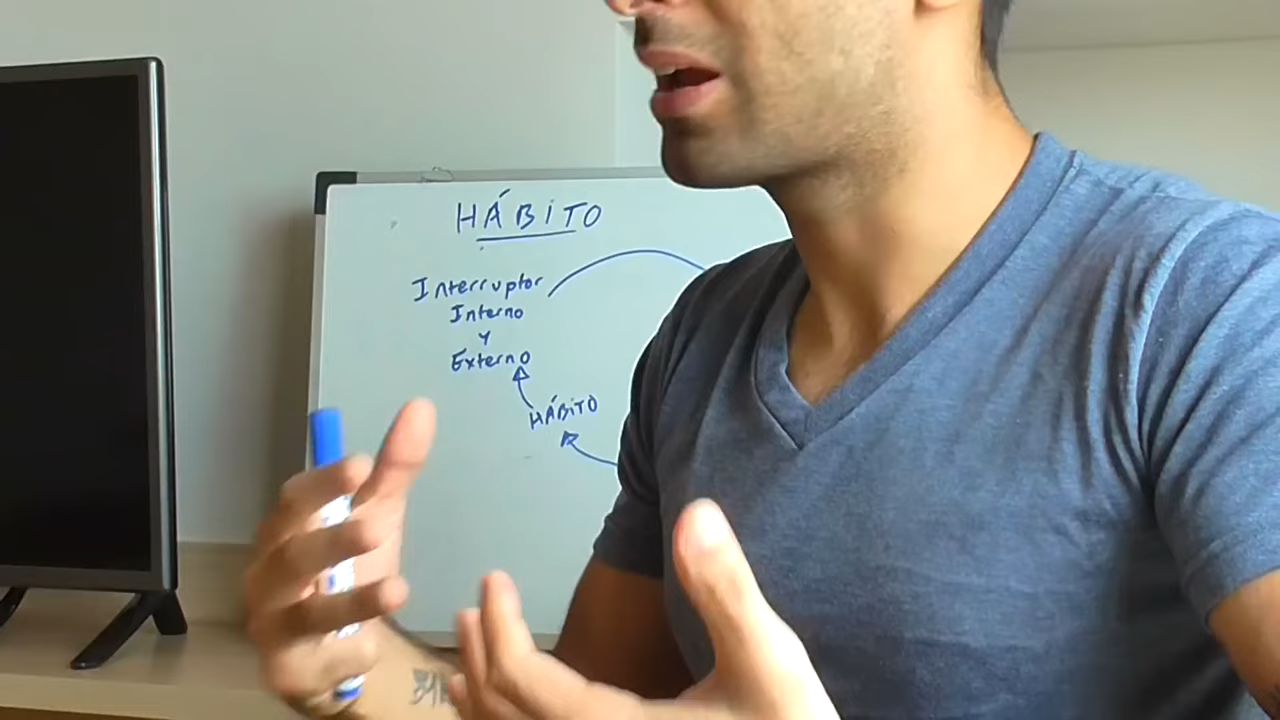 HÁBITO
Interruptor
Interno
y
Externo
HÁBITO